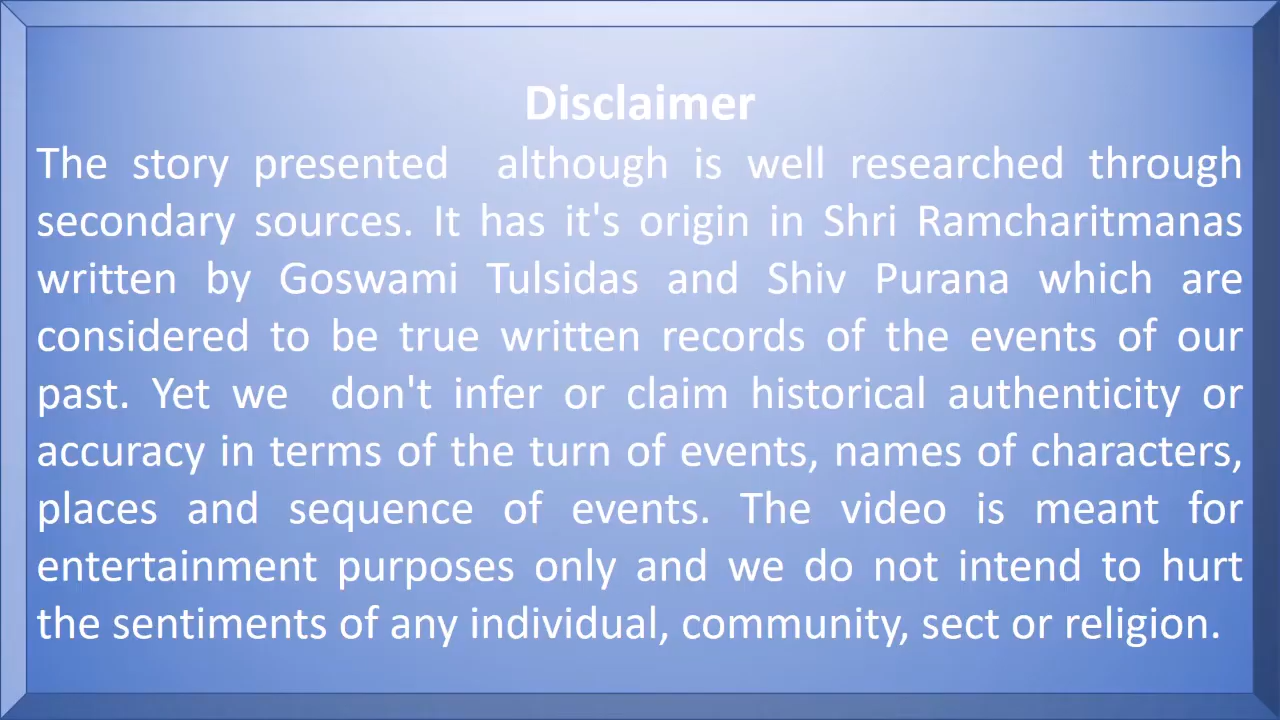 Disclaimer
The story presented although is well researched through
secondary sources. It has it's origin in Shri Ramcharitmanas
written by Goswami Tulsidas and Shiv Purana which are
considered to be true written records of the events of our
past. Yet we don't infer or claim historical authenticity or
accuracy in terms of the turn of events, names of characters,
places and sequence of events. The video is meant for
entertainment purposes only and we do not intend to hurt
the sentiments of any individual, community, sect or religion.